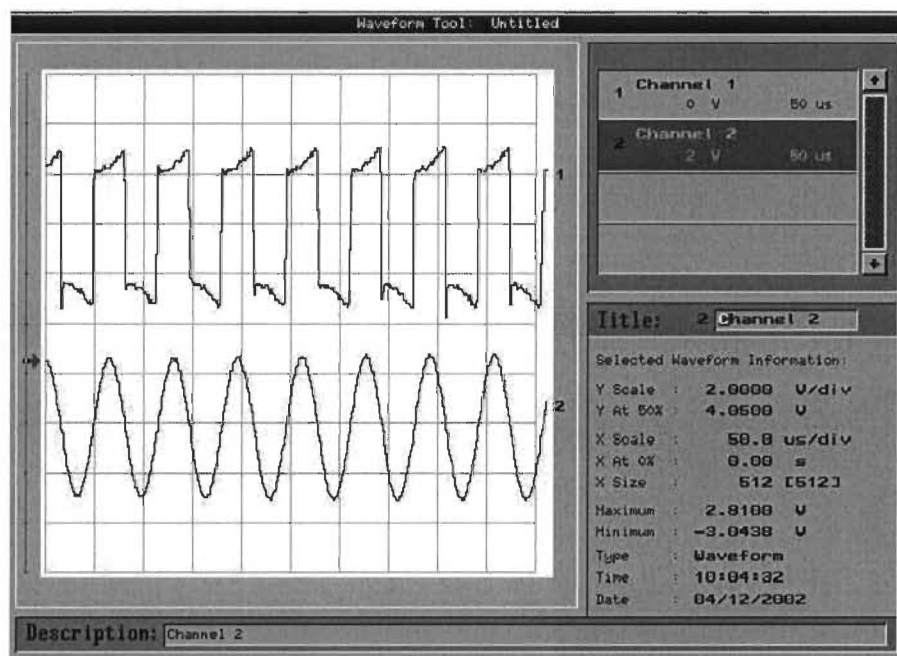 Waveform Tool: Untitled
1 Channel 1
0 V 50 us
2 Channel 2
2 V 50 us
1
2
Title: 2 Channel 2
Selected Waveform Information:
Y Scale : 2.0000 V/div
Y At 50% : 4.0600 V
X Scale : 50.0 us/div
X At 0% : 0.00 s
X Size : 512 [512]
Maximum : 2.8100 V
Minimum : -3.0438 V
Type : Waveform
Time : 10:04:32
Date : 04/12/2002
Description: Channel 2